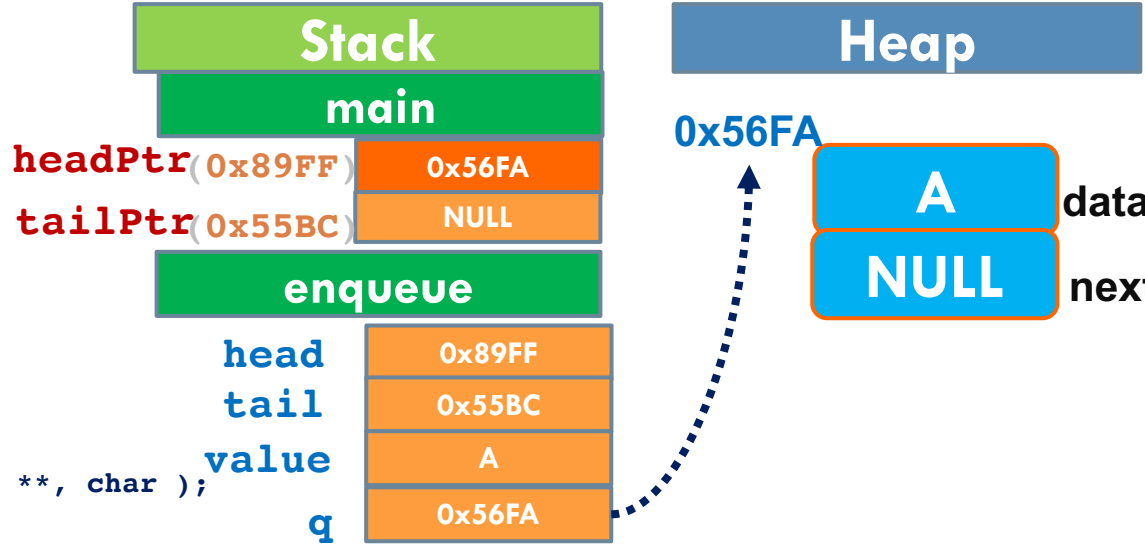 Stack
Heap
main
0x56FA
headPtr(0x89FF) 0x56FA
A data
tailPtr(0x55BC) NULL
enqueue
NULL next
head 0x89FF
tail 0x55BC
value A
**, char );
q 0x56FA